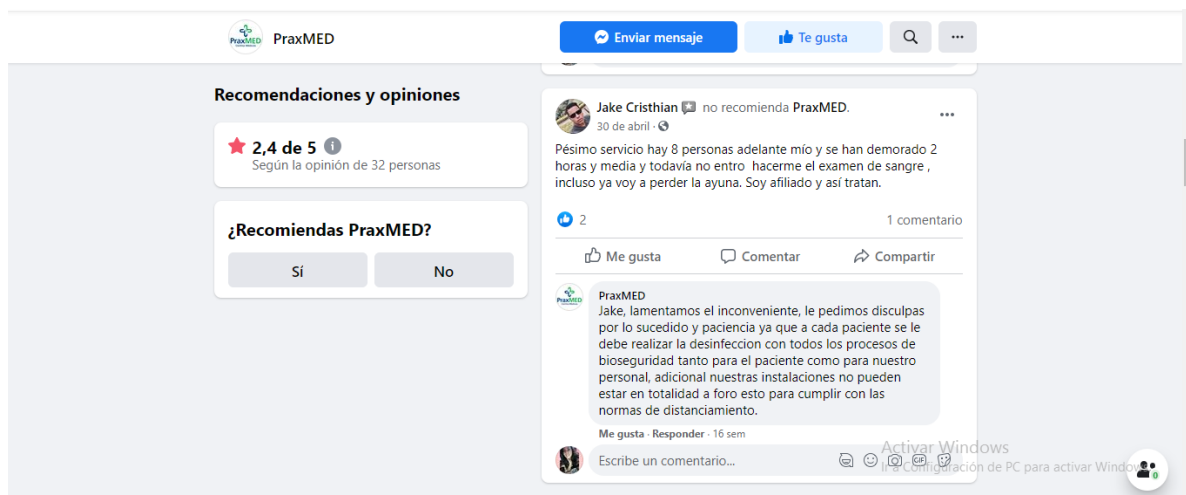 PraxMED
PraxMED
Enviar mensaje
Te gusta
Recomendaciones y opiniones
2,4 de 5
Según la opinión de 32 personas
¿Recomiendas PraxMED?
Sí
No
Jake Cristhian no recomienda PraxMED.
30 de abril ·
Pésimo servicio hay 8 personas adelante mío y se han demorado 2
horas y media y todavía no entro hacerme el examen de sangre ,
incluso ya voy a perder la ayuna. Soy afiliado y así tratan.
2
1 comentario
Me gusta
Comentar
Compartir
PraxMED
PraxMED
Jake, lamentamos el inconveniente, le pedimos disculpas
por lo sucedido y paciencia ya que a cada paciente se le
debe realizar la desinfeccion con todos los procesos de
bioseguridad tanto para el paciente como para nuestro
personal, adicional nuestras instalaciones no pueden
estar en totalidad a foro esto para cumplir con las
normas de distanciamiento.
Me gusta · Responder · 16 sem
Escribe un comentario...
GIF
Activar Windows
Ir a Configuración de PC para activar Windows.
0